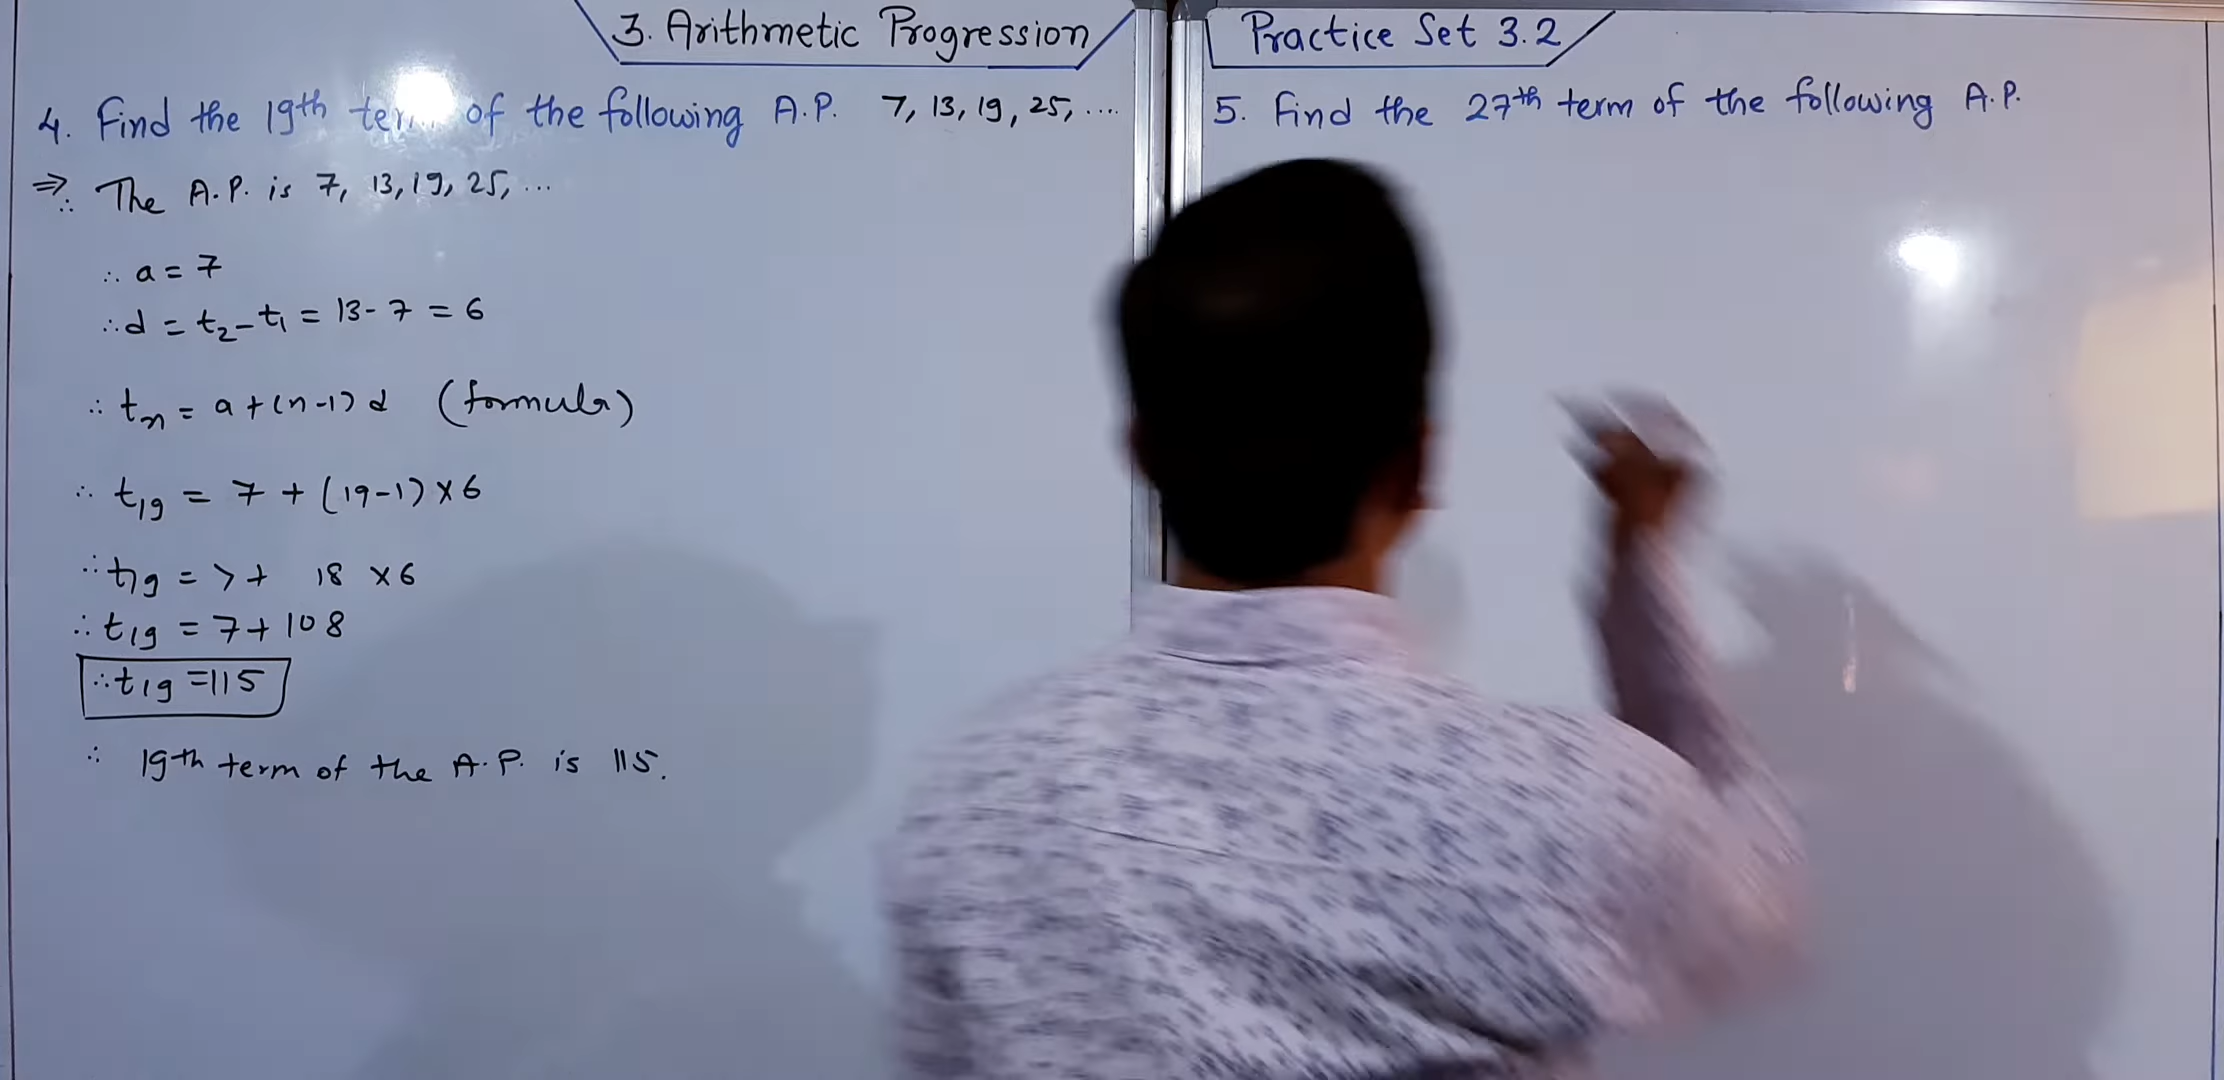 3. Arithmetic Progression
Practice Set 3.2
4. Find the 19th of the following A.P. 7, 13, 19, 25, ....
⇒ ∴ The A.P. is 7, 13, 19, 25, ...
∴ a = 7
∴ d = t₂ - t₁ = 13 - 7 = 6
∴ tₙ = a + (n-1) d (formula)
∴ t₁₉ = 7 + (19-1) × 6
∴ t₁₉ = 7 + 18 × 6
∴ t₁₉ = 7 + 108
∴ t₁₉ = 115
∴ 19th term of the A.P. is 115.
5. Find the 27th term of the following A.P.